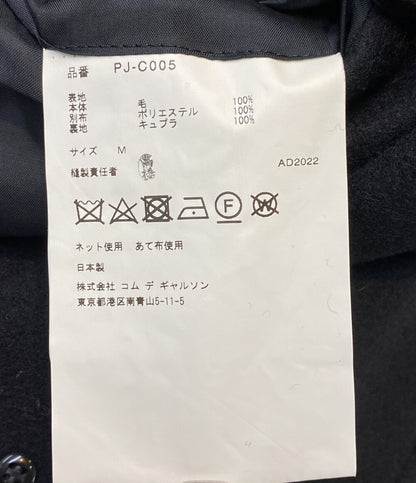 品番 PJ-C005
表地
本体 毛 100%
別布 ポリエステル 100%
裏地 キュプラ 100%
サイズ M
縫製責任者 AD2022
F W
ネット使用 あて布使用
日本製
株式会社 コム デ ギャルソン
東京都港区南青山5-11-5